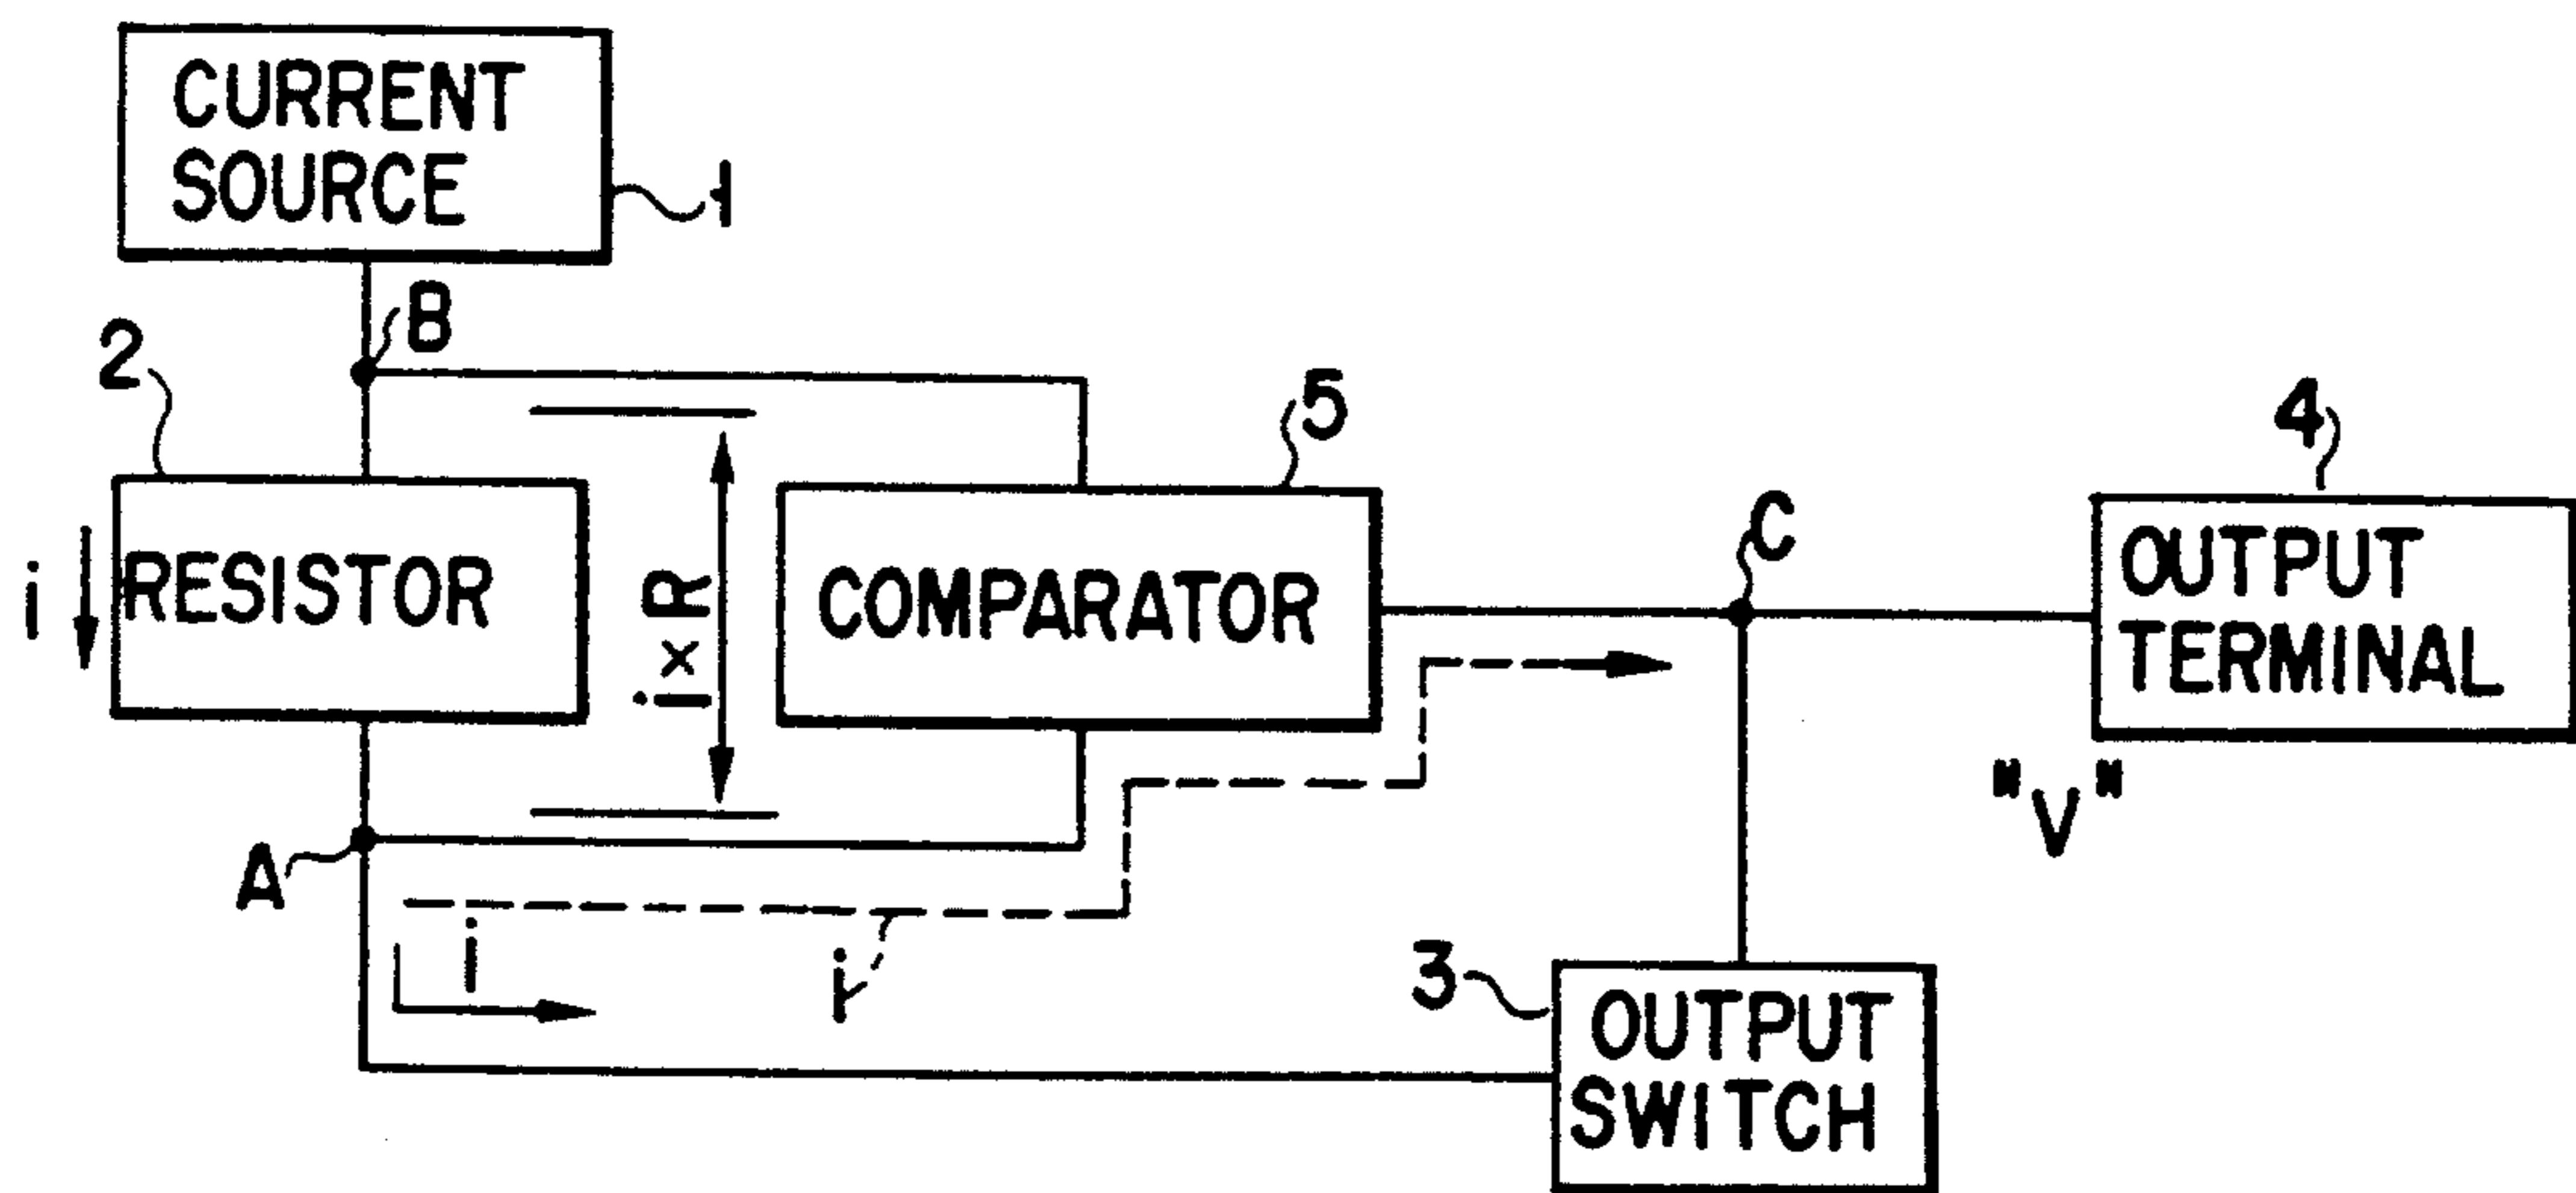 CURRENT
SOURCE
1
B
2
5
4
C
i
RESISTOR
i×R
COMPARATOR
OUTPUT
TERMINAL
"V"
A
i
i
3
OUTPUT
SWITCH